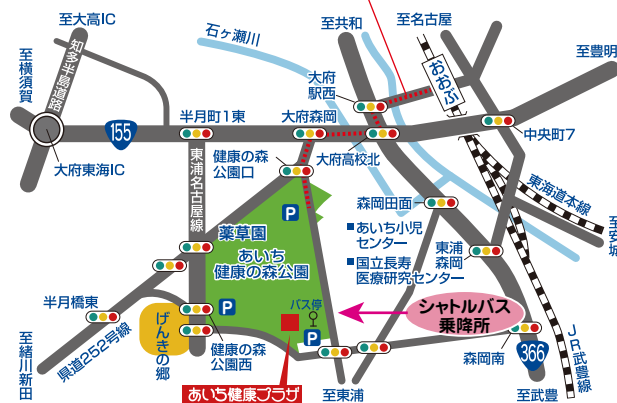 至大高IC
至共和
至名古屋
石ヶ瀬川
至豊明
知多半島道路
至横須賀
おおぶ
大府
駅西
155
半月町1東
大府森岡
中央町7
大府東海IC
大府高校北
健康の森
公園口
東浦名古屋線
東海道本線
森岡田面
P
■あいち小児
センター
薬草園
至安城
あいち
健康の森公園
東浦
森岡
■国立長寿
医療研究センター
半月橋東
P
バス停
シャトルバス
乗降所
げんきの郷
P
健康の森
公園西
森岡南
366
JR武豊線
県道252号線
至緒川新田
あいち健康プラザ
至東浦
至武豊